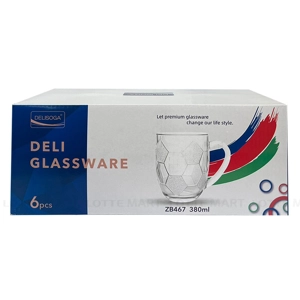 DELISOGA
Let premium glassware
change our life style.
DELI
GLASSWARE
6pcs
ZB467 380ml